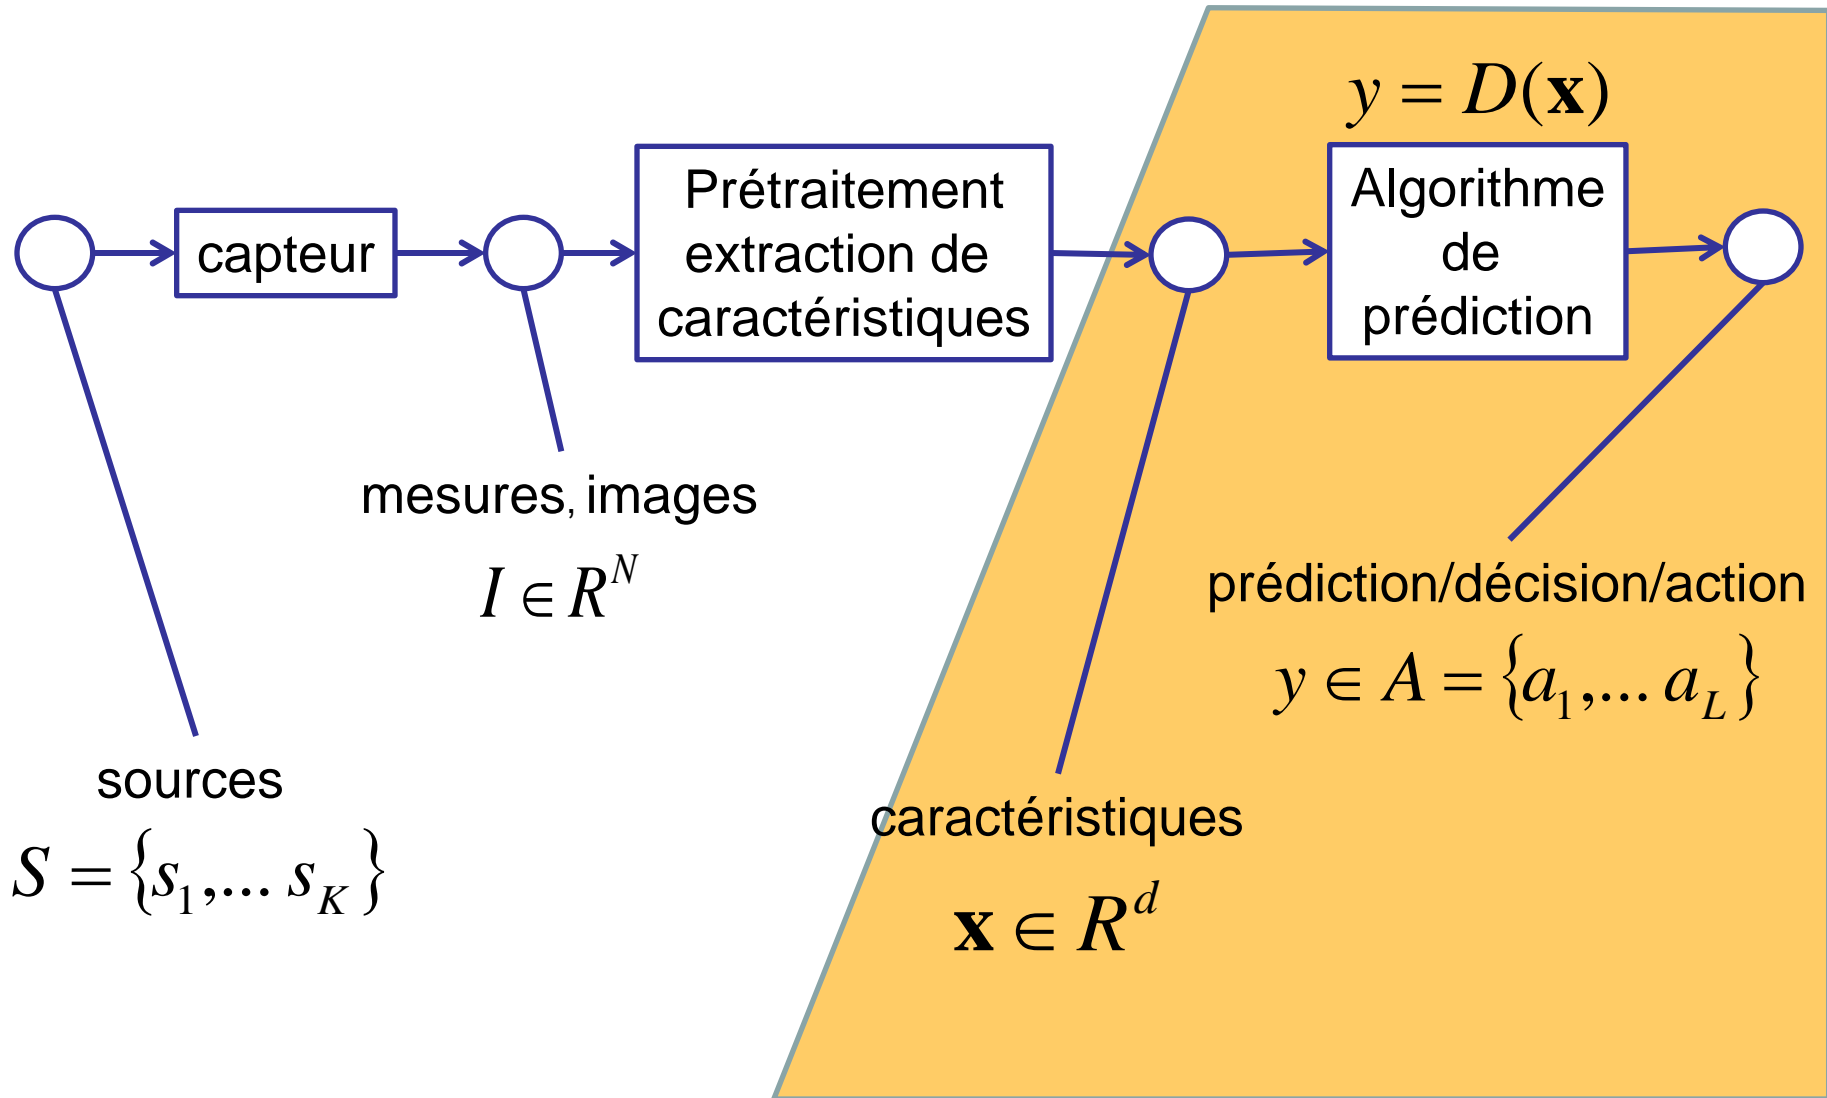 y = D(x)
capteur
Prétraitement
extraction de
caractéristiques
Algorithme
de
prédiction
mesures, images
I ∈ R^N
prédiction/décision/action
y ∈ A = {a_1,... a_L}
sources
S = {s_1,... s_K}
caractéristiques
x ∈ R^d